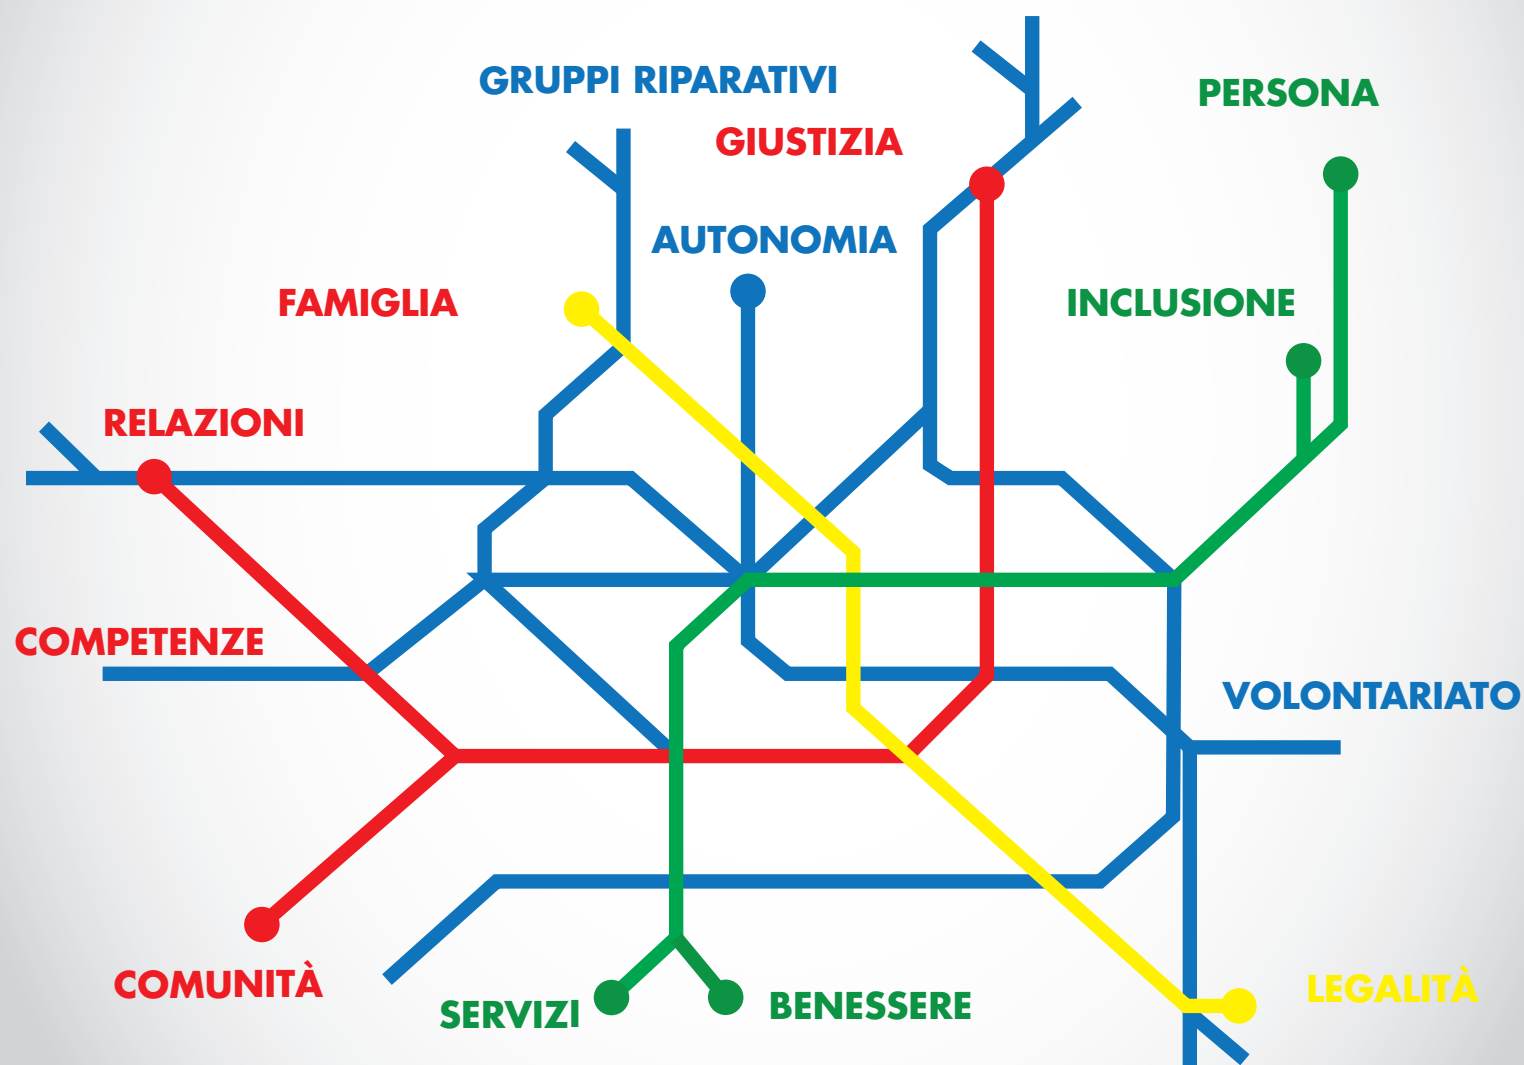 GRUPPI RIPARATIVI
PERSONA
GIUSTIZIA
AUTONOMIA
FAMIGLIA
INCLUSIONE
RELAZIONI
COMPETENZE
VOLONTARIATO
COMUNITÀ
LEGALITÀ
SERVIZI
BENESSERE